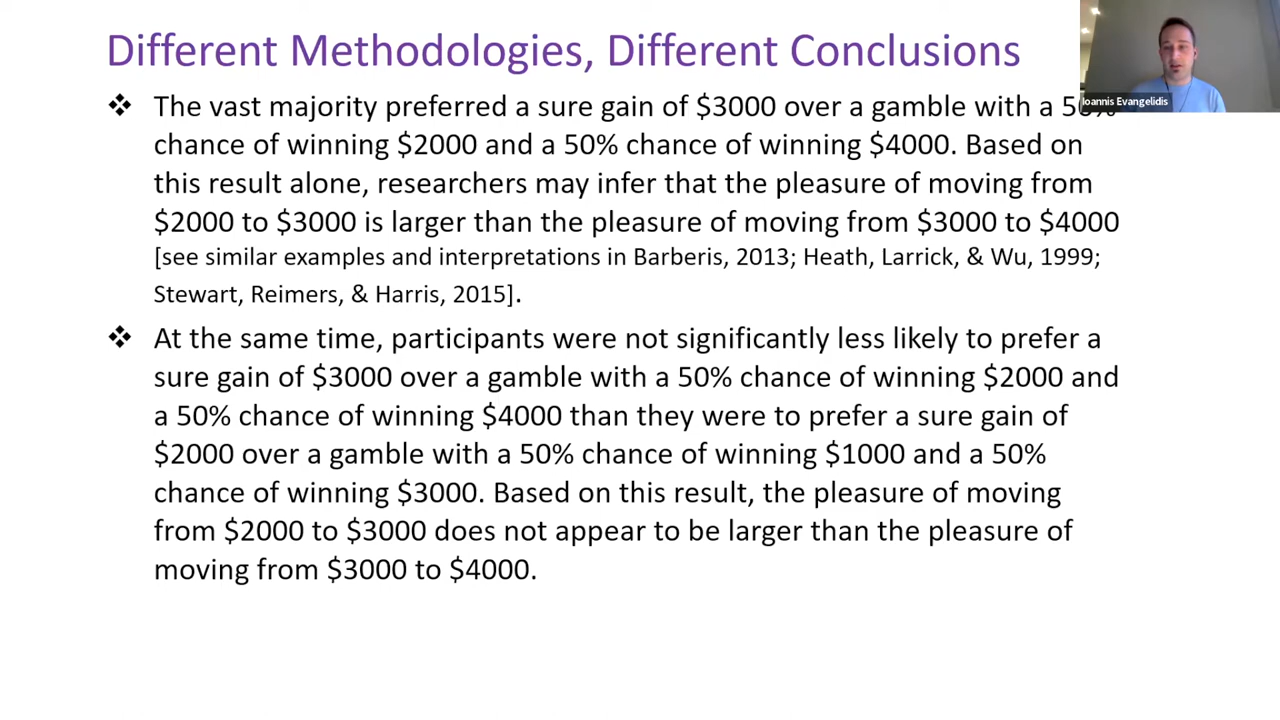 Different Methodologies, Different Conclusions
Ioannis Evangelidis
❖ The vast majority preferred a sure gain of $3000 over a gamble with a 50%
chance of winning $2000 and a 50% chance of winning $4000. Based on
this result alone, researchers may infer that the pleasure of moving from
$2000 to $3000 is larger than the pleasure of moving from $3000 to $4000
[see similar examples and interpretations in Barberis, 2013; Heath, Larrick, & Wu, 1999;
Stewart, Reimers, & Harris, 2015].
❖ At the same time, participants were not significantly less likely to prefer a
sure gain of $3000 over a gamble with a 50% chance of winning $2000 and
a 50% chance of winning $4000 than they were to prefer a sure gain of
$2000 over a gamble with a 50% chance of winning $1000 and a 50%
chance of winning $3000. Based on this result, the pleasure of moving
from $2000 to $3000 does not appear to be larger than the pleasure of
moving from $3000 to $4000.